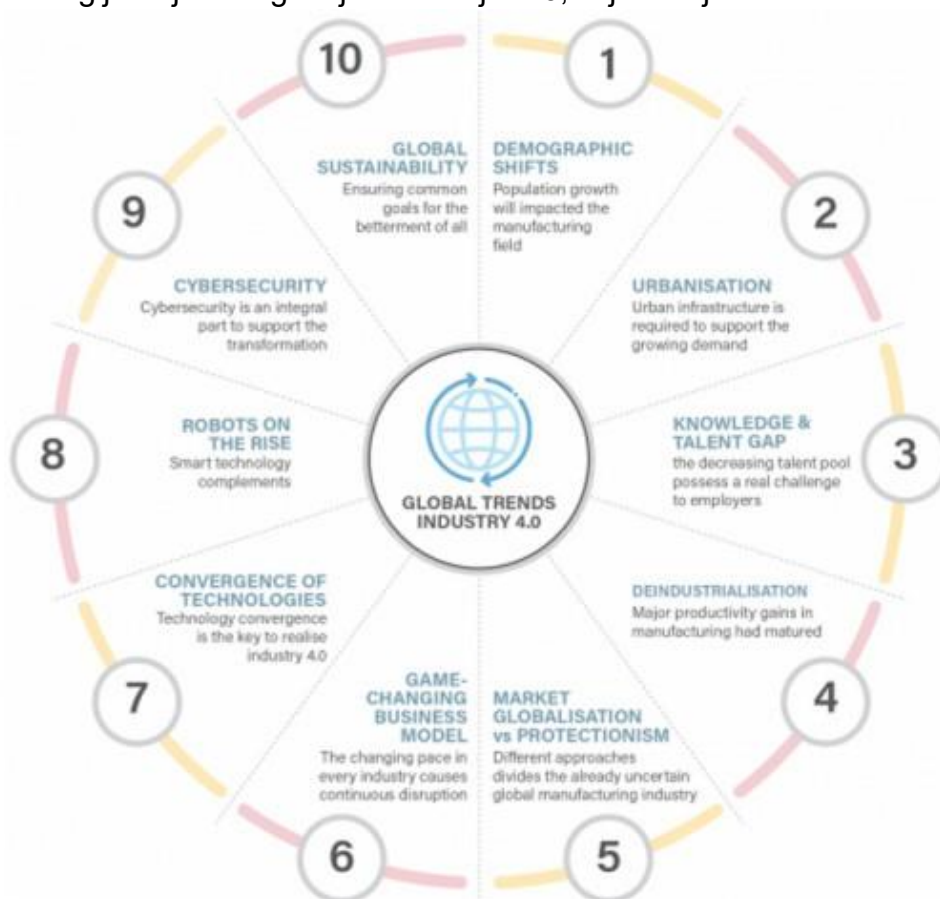 10
GLOBAL
SUSTAINABILITY
Ensuring common
goals for the
betterment of all
1
DEMOGRAPHIC
SHIFTS
Population growth
will impacted the
manufacturing
field
2
URBANISATION
Urban infrastructure is
required to support the
growing demand
3
KNOWLEDGE &
TALENT GAP
the decreasing talent pool
possess a real challenge
to employers
4
DEINDUSTRIALISATION
Major productivity gains in
manufacturing had matured
5
MARKET
GLOBALISATION
vs PROTECTIONISM
Different approaches
divides the already uncertain
global manufacturing industry
6
GAME-
CHANGING
BUSINESS
MODEL
The changing pace in
every industry causes
continuous disruption
7
CONVERGENCE OF
TECHNOLOGIES
Technology convergence
is the key to realise
industry 4.0
8
ROBOTS ON
THE RISE
Smart technology
complements
9
CYBERSECURITY
Cybersecurity is an integral
part to support the
transformation
GLOBAL TRENDS
INDUSTRY 4.0